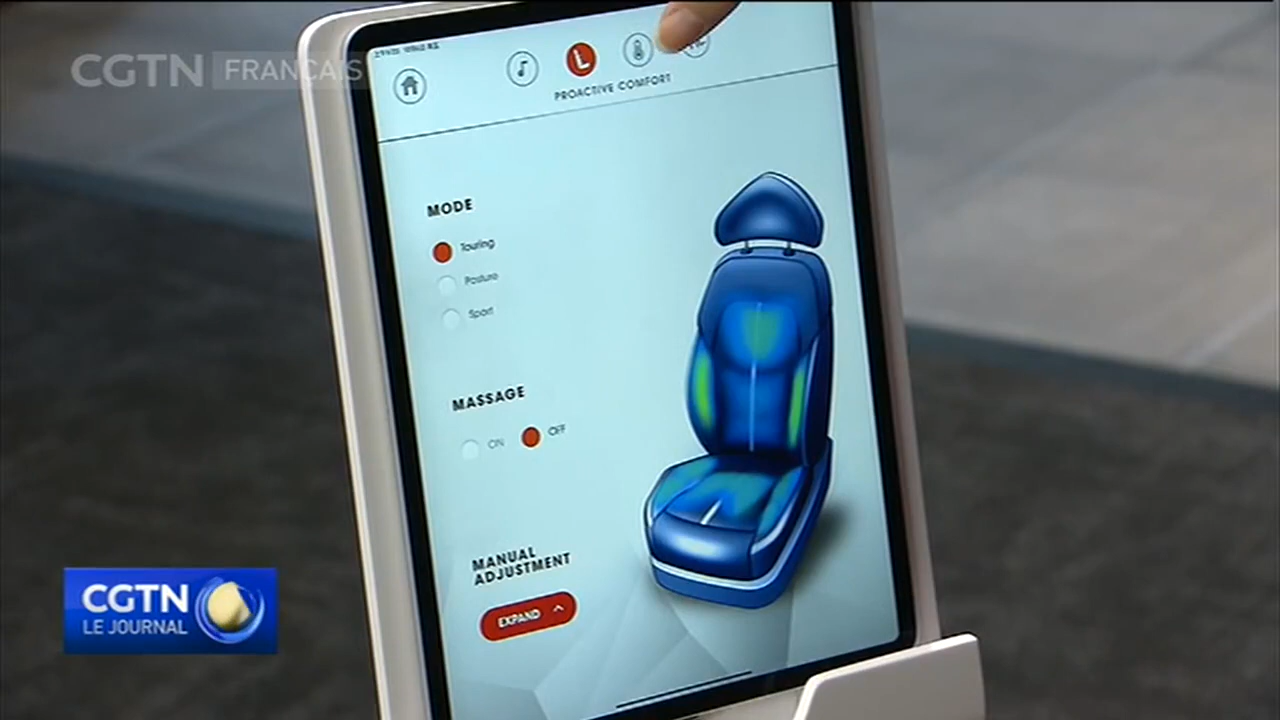 CGTN FRANÇAIS
PROACTIVE COMFORT
MODE
Touring
Posture
Sport
MASSAGE
ON OFF
MANUAL
ADJUSTMENT
EXPAND
CGTN
LE JOURNAL